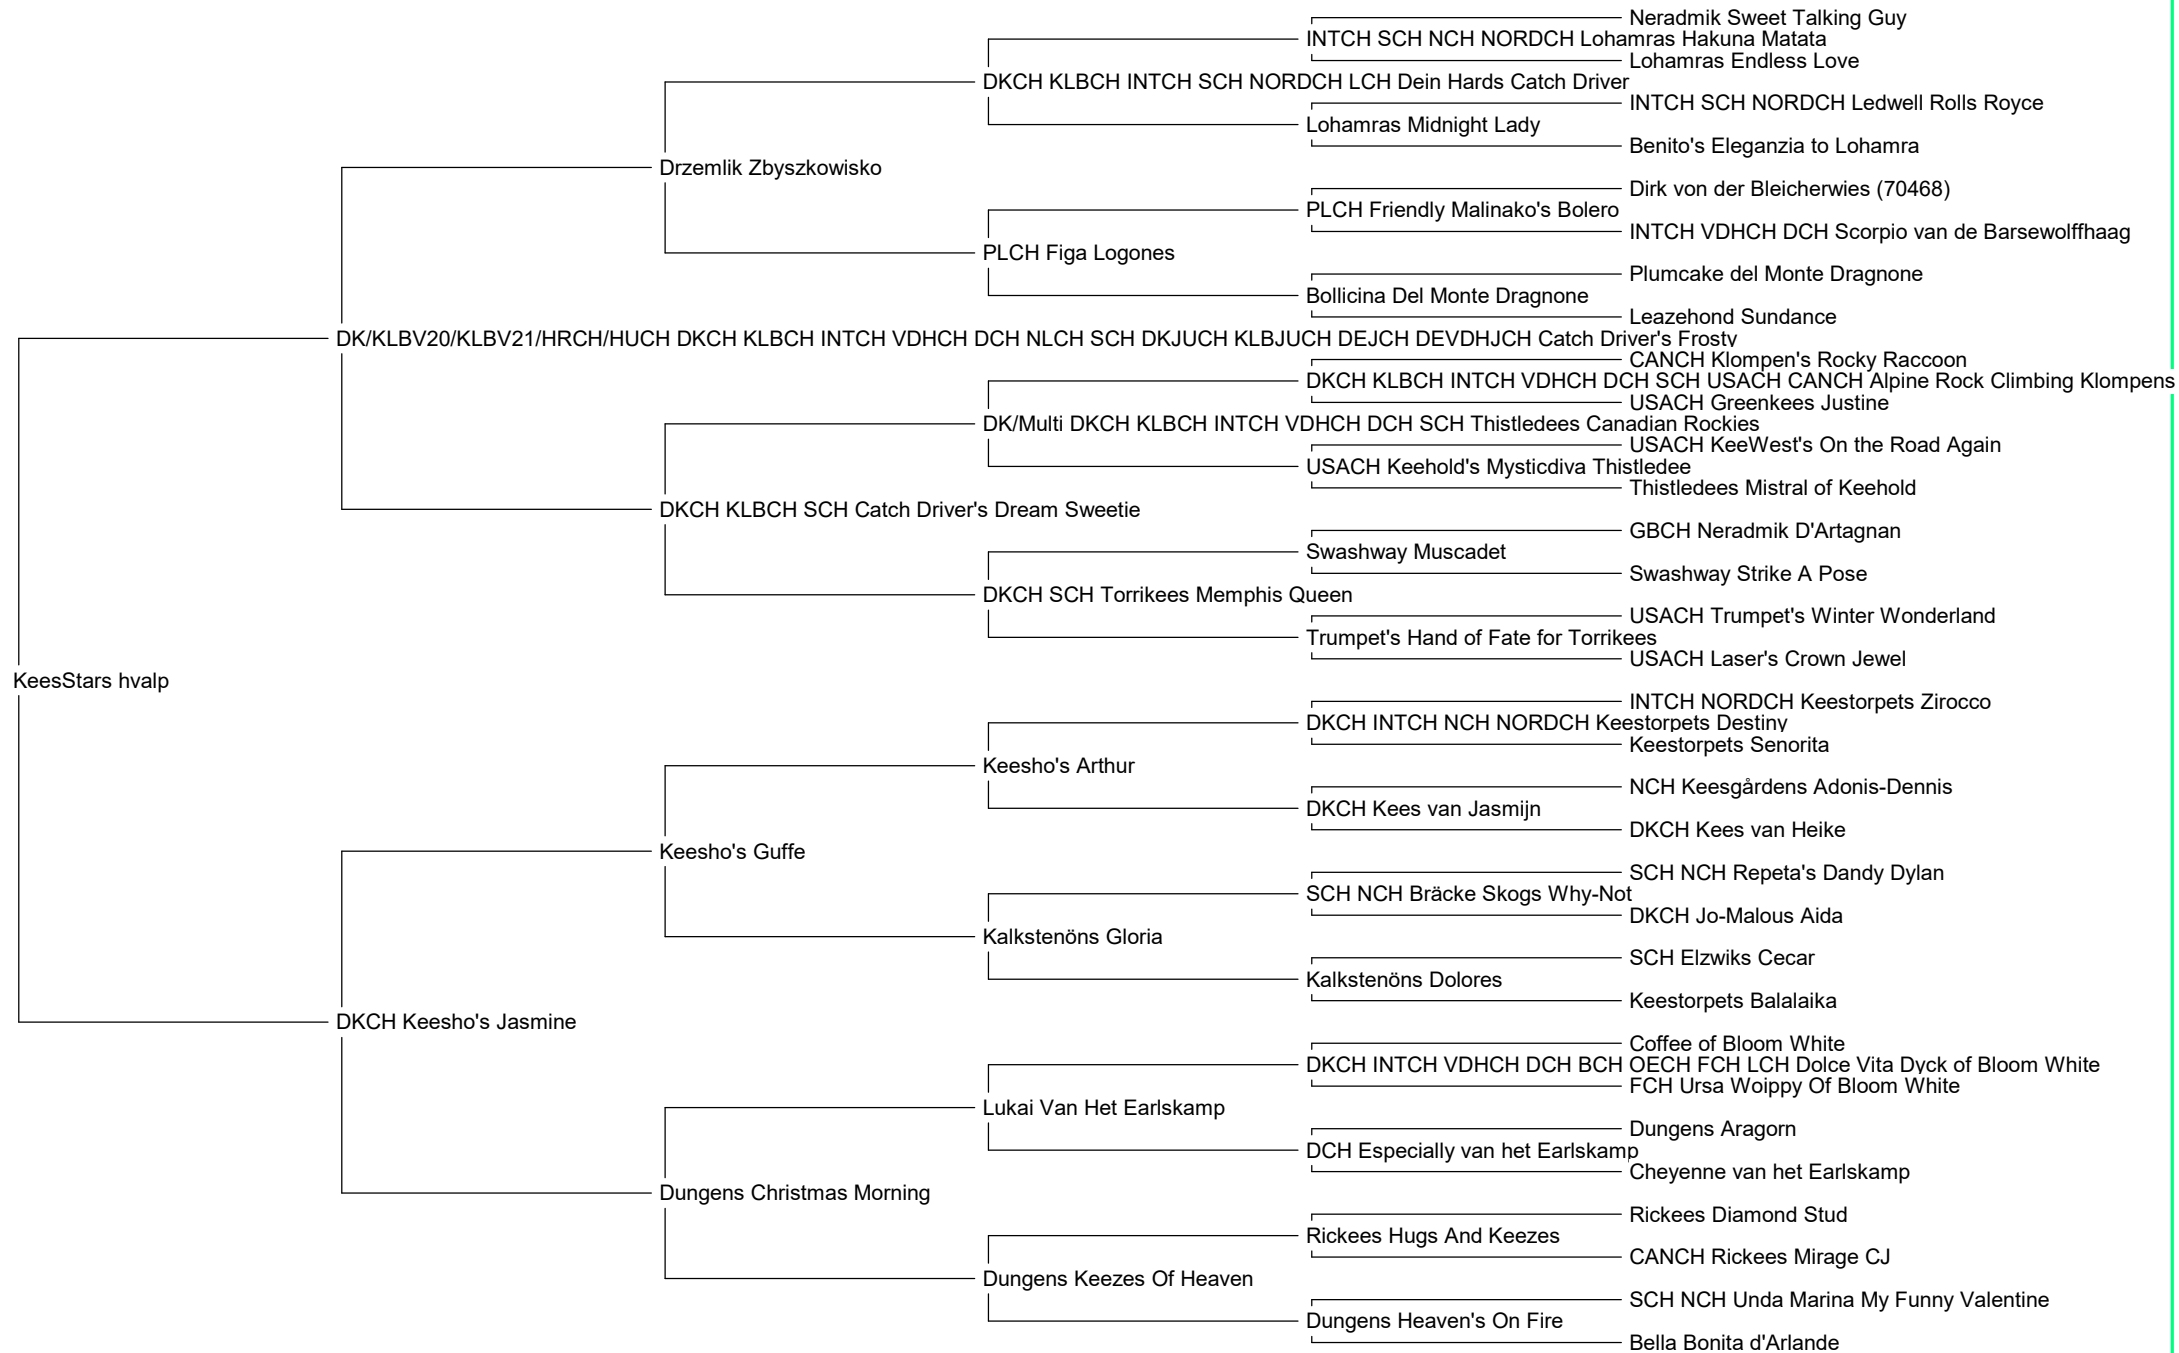 Neradmik Sweet Talking Guy
INTCH SCH NCH NORDCH Lohamras Hakuna Matata
Lohamras Endless Love
DKCH KLBCH INTCH SCH NORDCH LCH Dein Hards Catch Driver
INTCH SCH NORDCH Ledwell Rolls Royce
Lohamras Midnight Lady
Benito's Eleganzia to Lohamra
Drzemlik Zbyszkowisko
Dirk von der Bleicherwies (70468)
PLCH Friendly Malinako's Bolero
INTCH VDHCH DCH Scorpio van de Barsewolffhaag
PLCH Figa Logones
Plumcake del Monte Dragnone
Bollicina Del Monte Dragnone
Leazehond Sundance
DK/KLBV20/KLBV21/HRCH/HUCH DKCH KLBCH INTCH VDHCH DCH NLCH SCH DKJUCH KLBJUCH DEJCH DEVDHJCH Catch Driver's Frosty
CANCH Klompen's Rocky Raccoon
DKCH KLBCH INTCH VDHCH DCH SCH USACH CANCH Alpine Rock Climbing Klompens
USACH Greenkees Justine
DK/Multi DKCH KLBCH INTCH VDHCH DCH SCH Thistledees Canadian Rockies
USACH KeeWest's On the Road Again
USACH Keehold's Mysticdiva Thistledee
Thistledees Mistral of Keehold
DKCH KLBCH SCH Catch Driver's Dream Sweetie
GBCH Neradmik D'Artagnan
Swashway Muscadet
Swashway Strike A Pose
DKCH SCH Torrikees Memphis Queen
USACH Trumpet's Winter Wonderland
Trumpet's Hand of Fate for Torrikees
USACH Laser's Crown Jewel
KeesStars hvalp
INTCH NORDCH Keestorpets Zirocco
DKCH INTCH NCH NORDCH Keestorpets Destiny
Keestorpets Senorita
Keesho's Arthur
NCH Keesgårdens Adonis-Dennis
DKCH Kees van Jasmijn
DKCH Kees van Heike
Keesho's Guffe
SCH NCH Repeta's Dandy Dylan
SCH NCH Bräcke Skogs Why-Not
DKCH Jo-Malous Aida
Kalkstenöns Gloria
SCH Elzwiks Cecar
Kalkstenöns Dolores
Keestorpets Balalaika
DKCH Keesho's Jasmine
Coffee of Bloom White
DKCH INTCH VDHCH DCH BCH OECH FCH LCH Dolce Vita Dyck of Bloom White
FCH Ursa Woippy Of Bloom White
Lukai Van Het Earlskamp
Dungens Aragorn
DCH Especially van het Earlskamp
Cheyenne van het Earlskamp
Dungens Christmas Morning
Rickees Diamond Stud
Rickees Hugs And Keezes
CANCH Rickees Mirage CJ
Dungens Keezes Of Heaven
SCH NCH Unda Marina My Funny Valentine
Dungens Heaven's On Fire
Bella Bonita d'Arlande